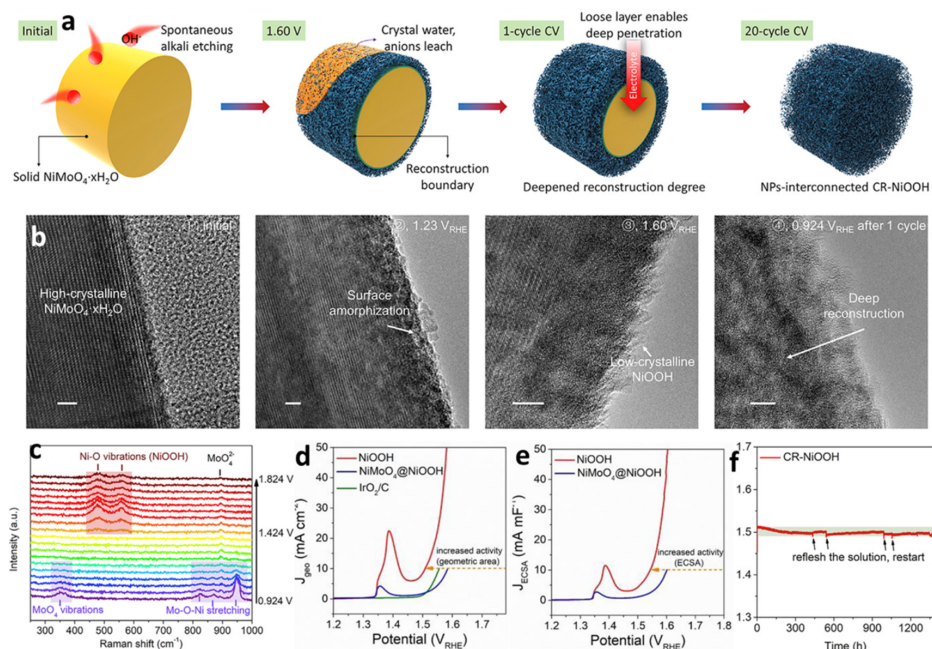 a
Initial
OH⁻
Spontaneous
alkali etching
Solid NiMoO₄·xH₂O
1.60 V
Crystal water,
anions leach
Reconstruction
boundary
1-cycle CV
Loose layer enables
deep penetration
Electrolyte
Deepened reconstruction degree
20-cycle CV
NPs-interconnected CR-NiOOH
b
initial
High-crystalline
NiMoO₄·xH₂O
1.23 V_RHE
Surface
amorphization
③, 1.60 V_RHE
Low-crystalline
NiOOH
④, 0.924 V_RHE after 1 cycle
Deep
reconstruction
c
Ni-O vibrations (NiOOH)
MoO₄²⁻
1.824 V
1.424 V
0.924 V
MoO₄ vibrations
Mo-O-Ni stretching
Intensity (a.u.)
300 400 500 600 700 800 900 1000
Raman shift (cm⁻¹)
d
NiOOH
NiMoO₄@NiOOH
IrO₂/C
increased activity
(geometric area)
J_geo (mA cm⁻²)
50
40
30
20
10
0
1.2 1.3 1.4 1.5 1.6 1.7 1.8
Potential (V_RHE)
e
NiOOH
NiMoO₄@NiOOH
increased activity
(ECSA)
J_ECSA (mA mF⁻¹)
50
40
30
20
10
0
1.3 1.4 1.5 1.6 1.7
Potential (V_RHE)
f
CR-NiOOH
reflesh the solution, restart
1.7
1.6
1.5
1.4
1.3
0 300 600 900 1200
Time (h)